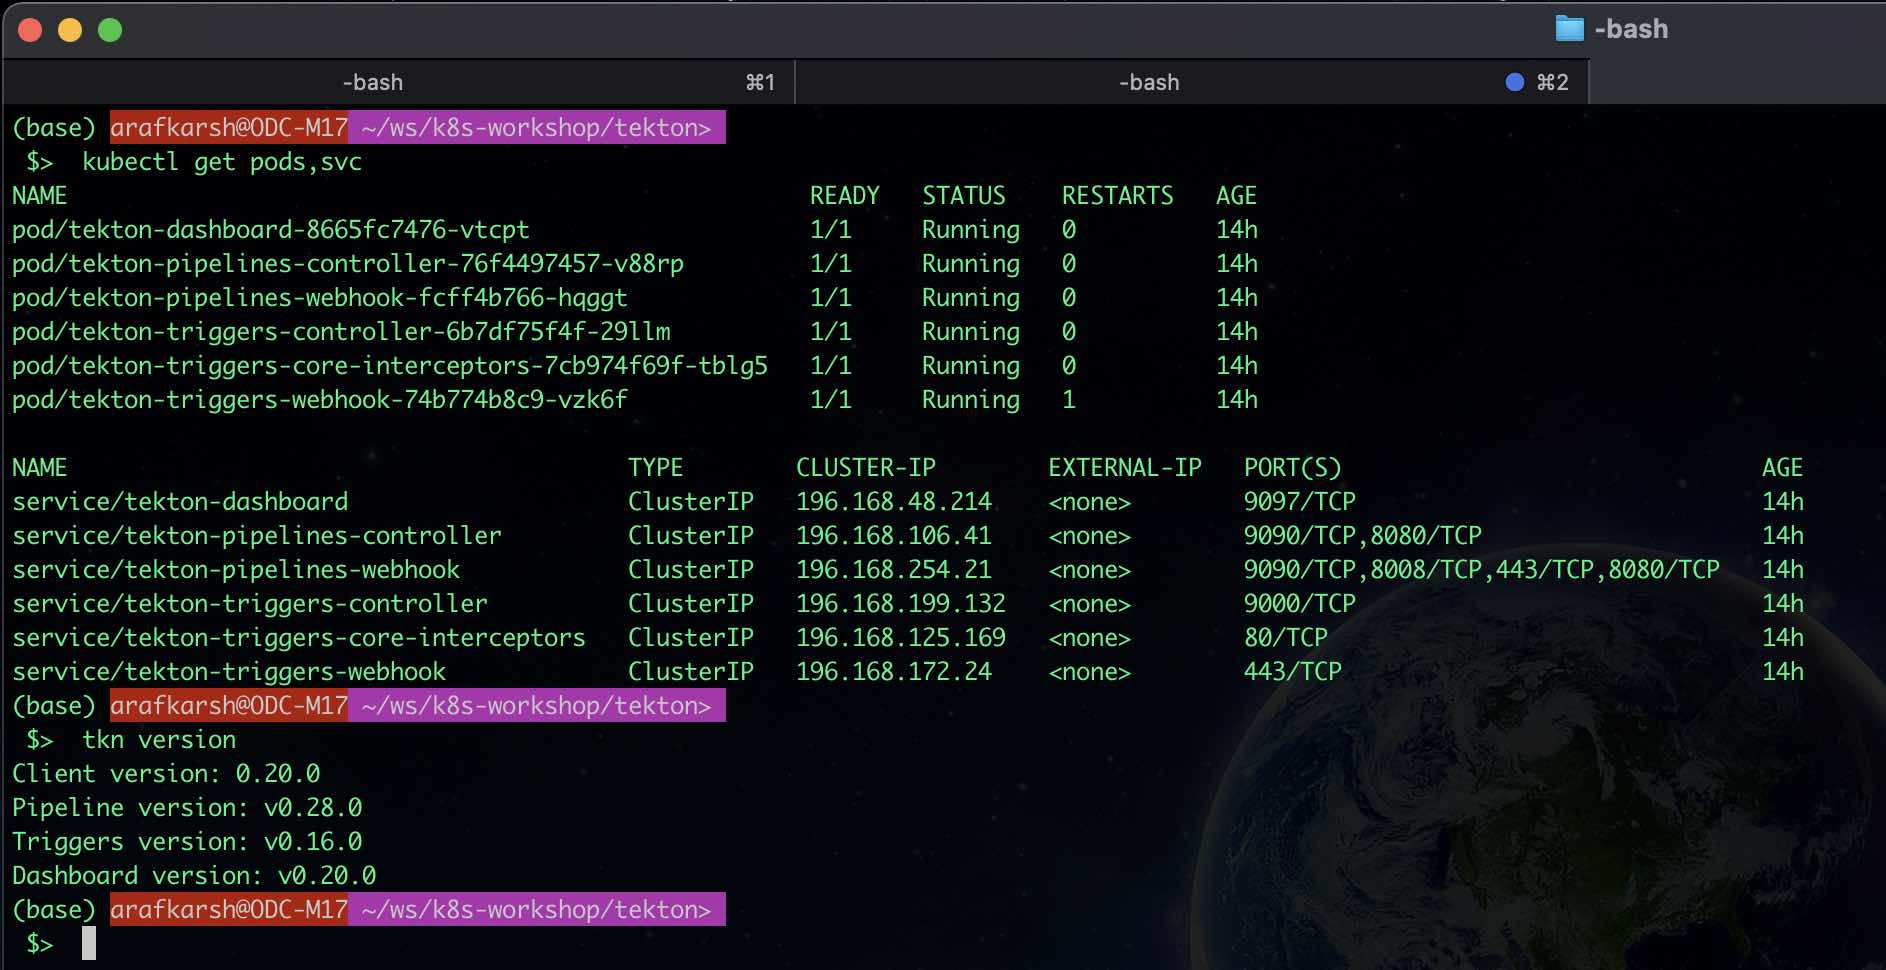 -bash
-bash ⌘1 -bash ⌘2
(base) arafkarsh@ODC-M17 ~/ws/k8s-workshop/tekton>
$> kubectl get pods,svc
NAME READY STATUS RESTARTS AGE
pod/tekton-dashboard-8665fc7476-vtcpt 1/1 Running 0 14h
pod/tekton-pipelines-controller-76f4497457-v88rp 1/1 Running 0 14h
pod/tekton-pipelines-webhook-fcff4b766-hqggt 1/1 Running 0 14h
pod/tekton-triggers-controller-6b7df75f4f-29llm 1/1 Running 0 14h
pod/tekton-triggers-core-interceptors-7cb974f69f-tblg5 1/1 Running 0 14h
pod/tekton-triggers-webhook-74b774b8c9-vzk6f 1/1 Running 1 14h
NAME TYPE CLUSTER-IP EXTERNAL-IP PORT(S) AGE
service/tekton-dashboard ClusterIP 196.168.48.214 <none> 9097/TCP 14h
service/tekton-pipelines-controller ClusterIP 196.168.106.41 <none> 9090/TCP,8080/TCP 14h
service/tekton-pipelines-webhook ClusterIP 196.168.254.21 <none> 9090/TCP,8008/TCP,443/TCP,8080/TCP 14h
service/tekton-triggers-controller ClusterIP 196.168.199.132 <none> 9000/TCP 14h
service/tekton-triggers-core-interceptors ClusterIP 196.168.125.169 <none> 80/TCP 14h
service/tekton-triggers-webhook ClusterIP 196.168.172.24 <none> 443/TCP 14h
(base) arafkarsh@ODC-M17 ~/ws/k8s-workshop/tekton>
$> tkn version
Client version: 0.20.0
Pipeline version: v0.28.0
Triggers version: v0.16.0
Dashboard version: v0.20.0
(base) arafkarsh@ODC-M17 ~/ws/k8s-workshop/tekton>
$>